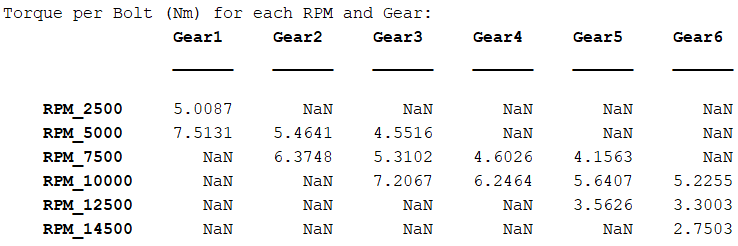 Torque per Bolt (Nm) for each RPM and Gear:
Gear1 Gear2 Gear3 Gear4 Gear5 Gear6
RPM_2500 5.0087 NaN NaN NaN NaN NaN
RPM_5000 7.5131 5.4641 4.5516 NaN NaN NaN
RPM_7500 NaN 6.3748 5.3102 4.6026 4.1563 NaN
RPM_10000 NaN NaN 7.2067 6.2464 5.6407 5.2255
RPM_12500 NaN NaN NaN NaN 3.5626 3.3003
RPM_14500 NaN NaN NaN NaN NaN 2.7503